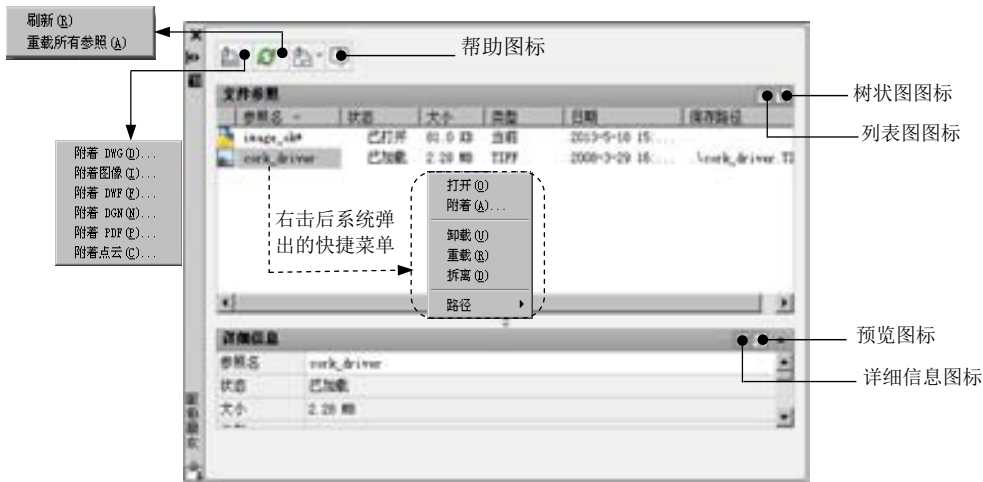 刷新(R)
重载所有参照(A)
帮助图标
文件参照
树状图图标
参照名
状态
大小
类型
日期
保存路径
列表图图标
已打开
当前
cork_driver
已加载
2.28 MB
TIFF
附着 DWG(D)...
附着图像(I)...
附着 DWF(F)...
附着 DGN(N)...
附着 PDF(P)...
附着点云(C)...
右击后系统弹
出的快捷菜单
打开(O)
附着(A)...
卸载(U)
重载(R)
拆离(D)
路径
详细信息
预览图标
参照名 cork_driver
状态 已加载
详细信息图标
大小 2.28 MB